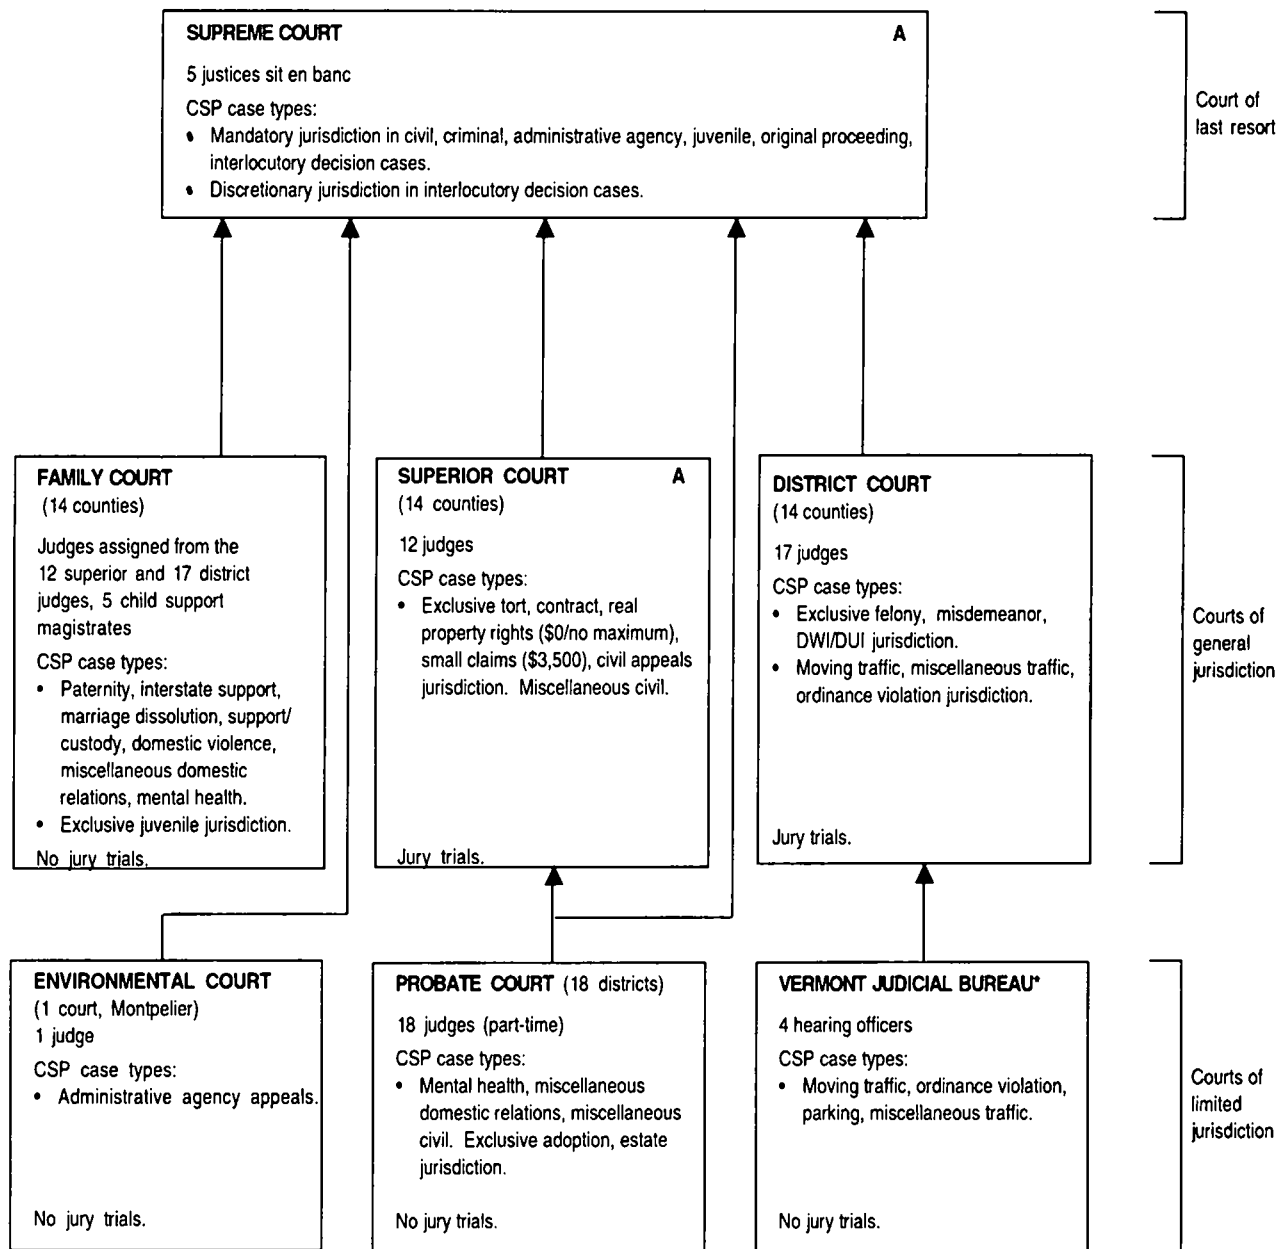 SUPREME COURT A
5 justices sit en banc
CSP case types:
• Mandatory jurisdiction in civil, criminal, administrative agency, juvenile, original proceeding,
interlocutory decision cases.
• Discretionary jurisdiction in interlocutory decision cases.
Court of
last resort
FAMILY COURT
(14 counties)
Judges assigned from the
12 superior and 17 district
judges, 5 child support
magistrates
CSP case types:
• Paternity, interstate support,
marriage dissolution, support/
custody, domestic violence,
miscellaneous domestic
relations, mental health.
• Exclusive juvenile jurisdiction.
No jury trials.
SUPERIOR COURT A
(14 counties)
12 judges
CSP case types:
• Exclusive tort, contract, real
property rights ($0/no maximum),
small claims ($3,500), civil appeals
jurisdiction. Miscellaneous civil.
Jury trials.
DISTRICT COURT
(14 counties)
17 judges
CSP case types:
• Exclusive felony, misdemeanor,
DWI/DUI jurisdiction.
• Moving traffic, miscellaneous traffic,
ordinance violation jurisdiction.
Jury trials.
Courts of
general
jurisdiction
ENVIRONMENTAL COURT
(1 court, Montpelier)
1 judge
CSP case types:
• Administrative agency appeals.
No jury trials.
PROBATE COURT (18 districts)
18 judges (part-time)
CSP case types:
• Mental health, miscellaneous
domestic relations, miscellaneous
civil. Exclusive adoption, estate
jurisdiction.
No jury trials.
VERMONT JUDICIAL BUREAU*
4 hearing officers
CSP case types:
• Moving traffic, ordinance violation,
parking, miscellaneous traffic.
No jury trials.
Courts of
limited
jurisdiction